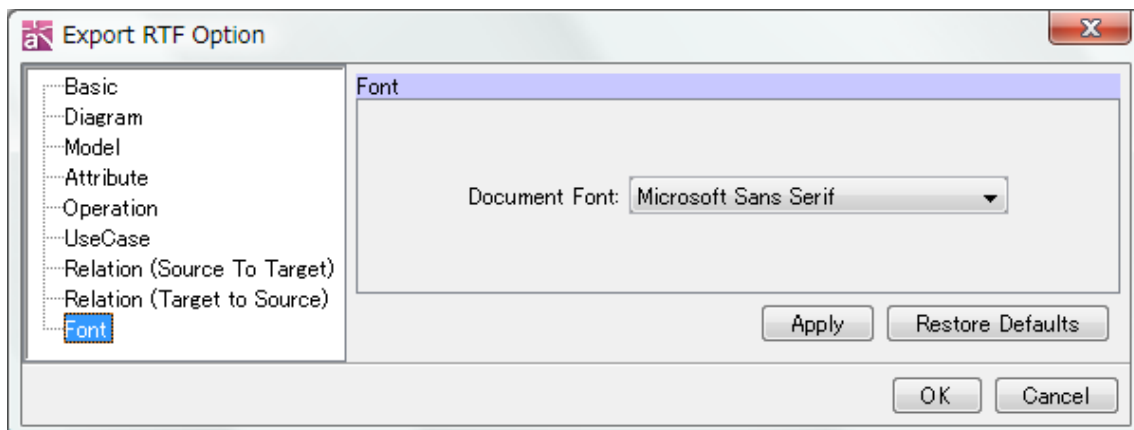 Export RTF Option
Basic
Diagram
Model
Attribute
Operation
UseCase
Relation (Source To Target)
Relation (Target to Source)
Font
Font
Document Font: Microsoft Sans Serif
Apply Restore Defaults
OK Cancel